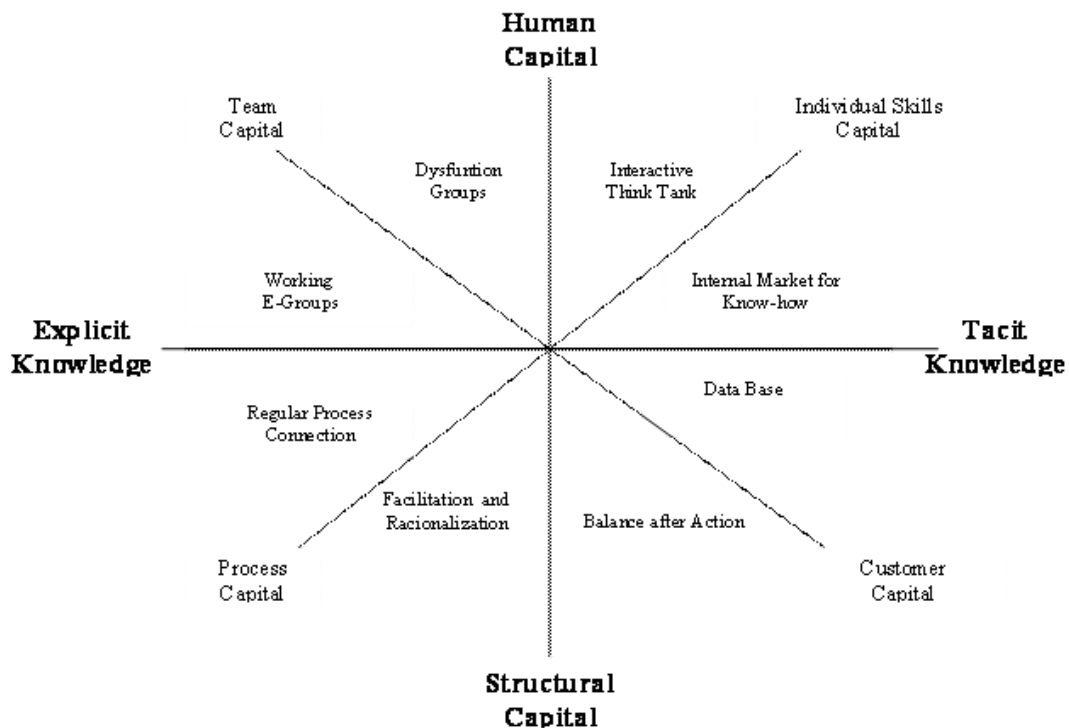 Human
Capital
Team
Capital
Individual Skills
Capital
Dysfuntion
Groups
Interactive
Think Tank
Working
E-Groups
Internal Market for
Know-how
Explicit
Knowledge
Tacit
Knowledge
Data Base
Regular Process
Connection
Facilitation and
Racionalization
Balance after Action
Process
Capital
Customer
Capital
Structural
Capital